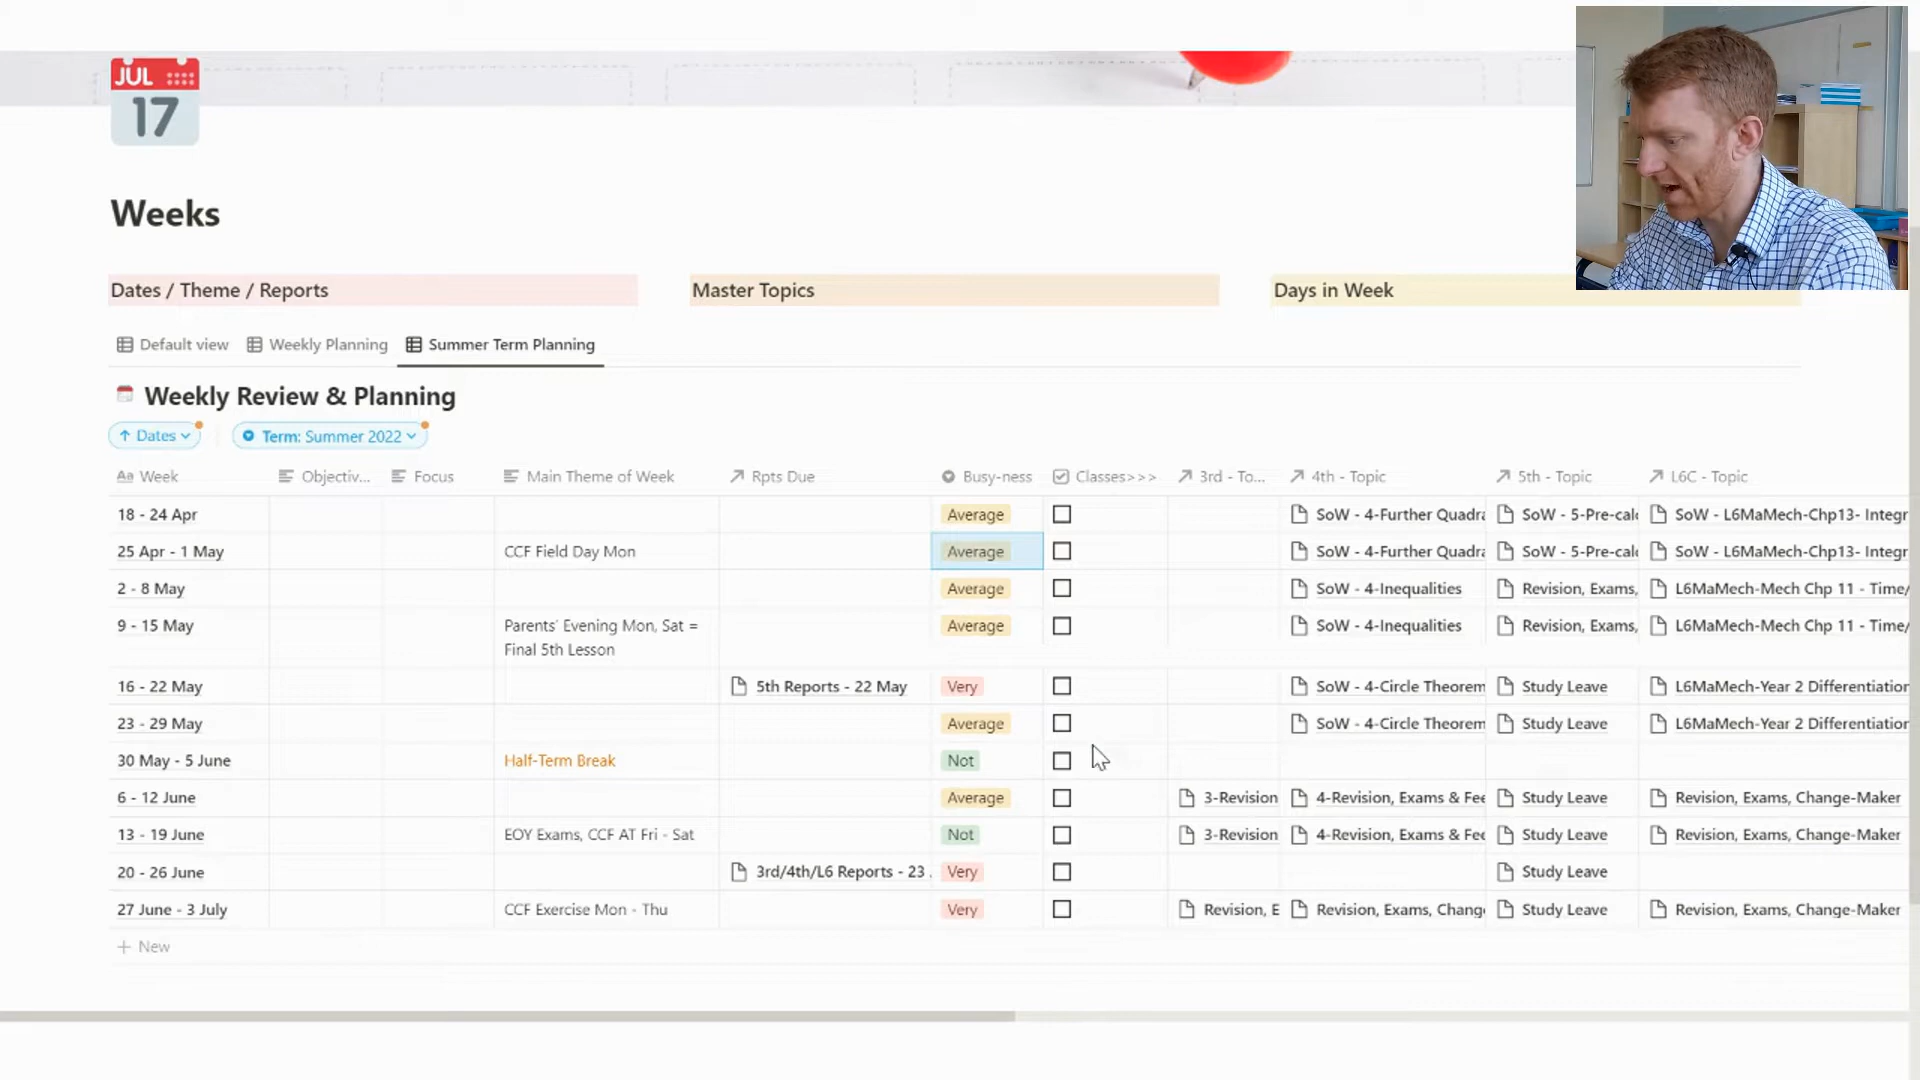 JUL
17
Weeks
Dates / Theme / Reports
Master Topics
Days in Week
Default view Weekly Planning Summer Term Planning
Weekly Review & Planning
↑ Dates Term: Summer 2022
Aa Week Objectiv... Focus Main Theme of Week Rpts Due Busy-ness Classes>>> 3rd - To... 4th - Topic 5th - Topic L6C - Topic
18 - 24 Apr Average SoW - 4-Further Quadra SoW - 5-Pre-calc SoW - L6MaMech-Chp13- Integr
25 Apr - 1 May CCF Field Day Mon Average SoW - 4-Further Quadra SoW - 5-Pre-calc SoW - L6MaMech-Chp13- Integr
2 - 8 May Average SoW - 4-Inequalities Revision, Exams, L6MaMech-Mech Chp 11 - Time/
9 - 15 May Parents' Evening Mon, Sat = Average SoW - 4-Inequalities Revision, Exams, L6MaMech-Mech Chp 11 - Time/
Final 5th Lesson
16 - 22 May 5th Reports - 22 May Very SoW - 4-Circle Theorem Study Leave L6MaMech-Year 2 Differentiation
23 - 29 May Average SoW - 4-Circle Theorem Study Leave L6MaMech-Year 2 Differentiation
30 May - 5 June Half-Term Break Not
6 - 12 June Average 3-Revision 4-Revision, Exams & Fee Study Leave Revision, Exams, Change-Maker
13 - 19 June EOY Exams, CCF AT Fri - Sat Not 3-Revision 4-Revision, Exams & Fee Study Leave Revision, Exams, Change-Maker
20 - 26 June 3rd/4th/L6 Reports - 23 Very Study Leave
27 June - 3 July CCF Exercise Mon - Thu Very Revision, E Revision, Exams, Chang Study Leave Revision, Exams, Change-Maker
+ New